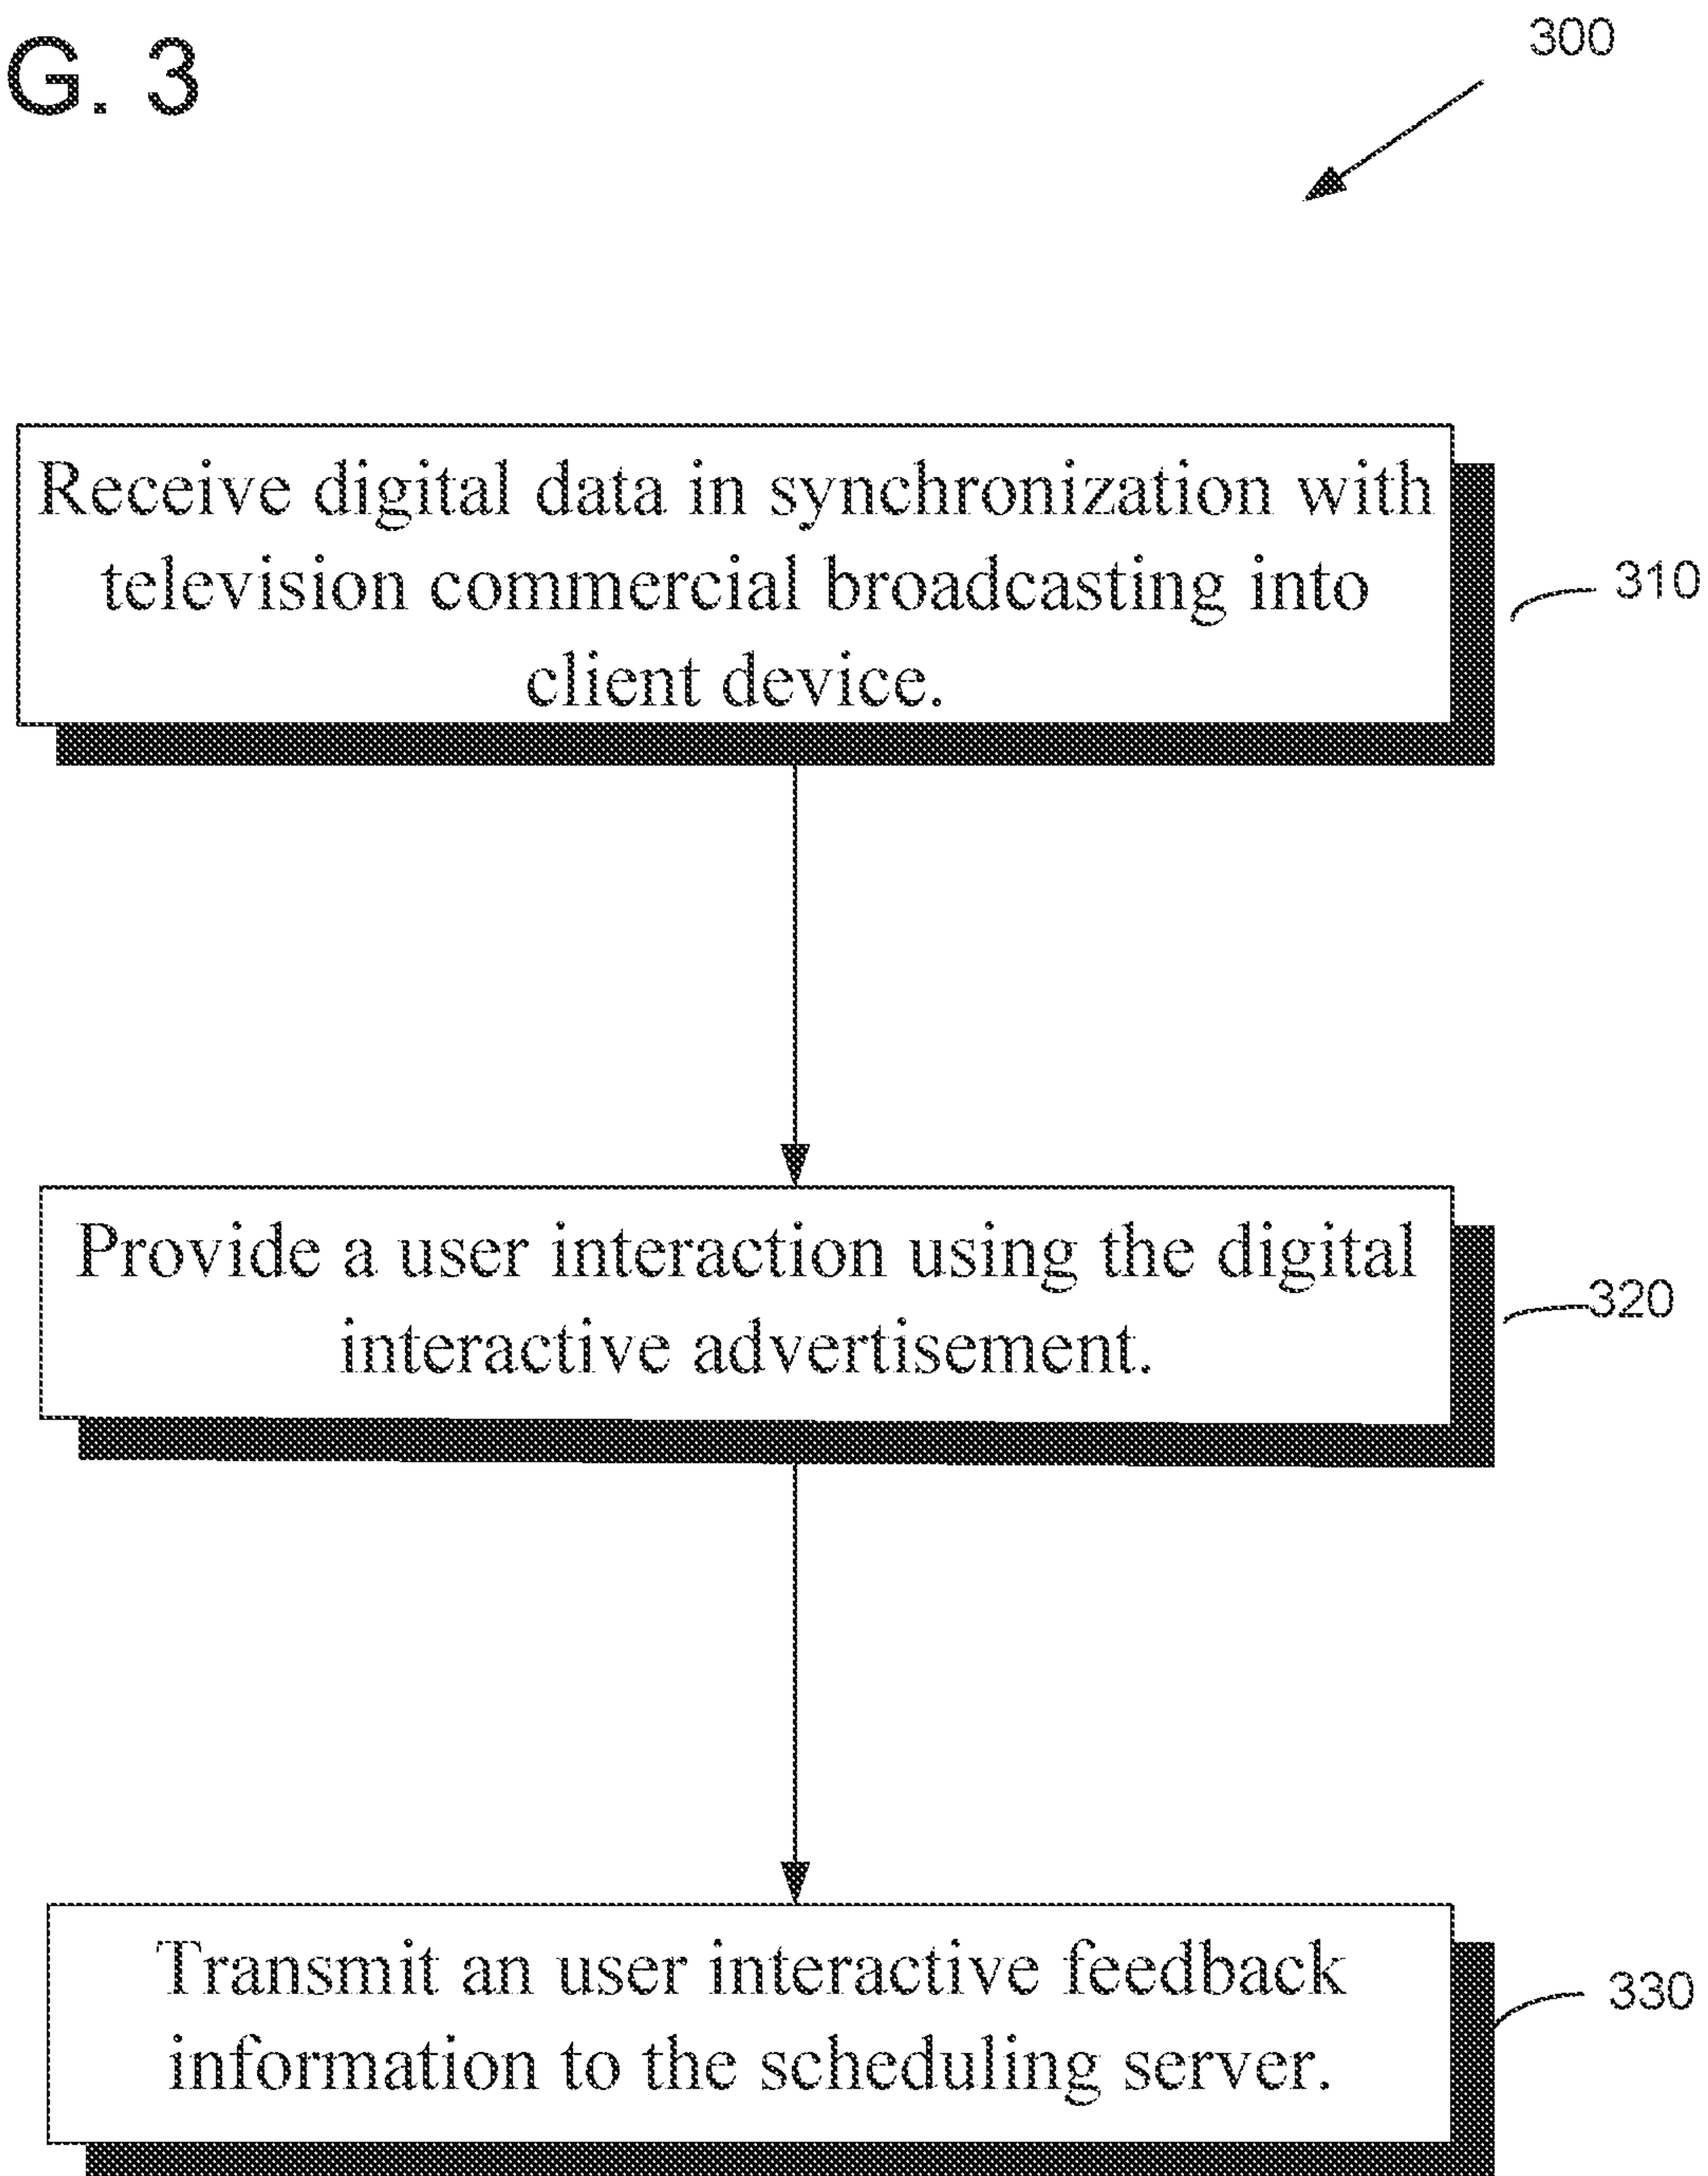 G. 3
300
Receive digital data in synchronization with
television commercial broadcasting into
client device.
310
Provide a user interaction using the digital
interactive advertisement.
320
Transmit an user interactive feedback
information to the scheduling server.
330